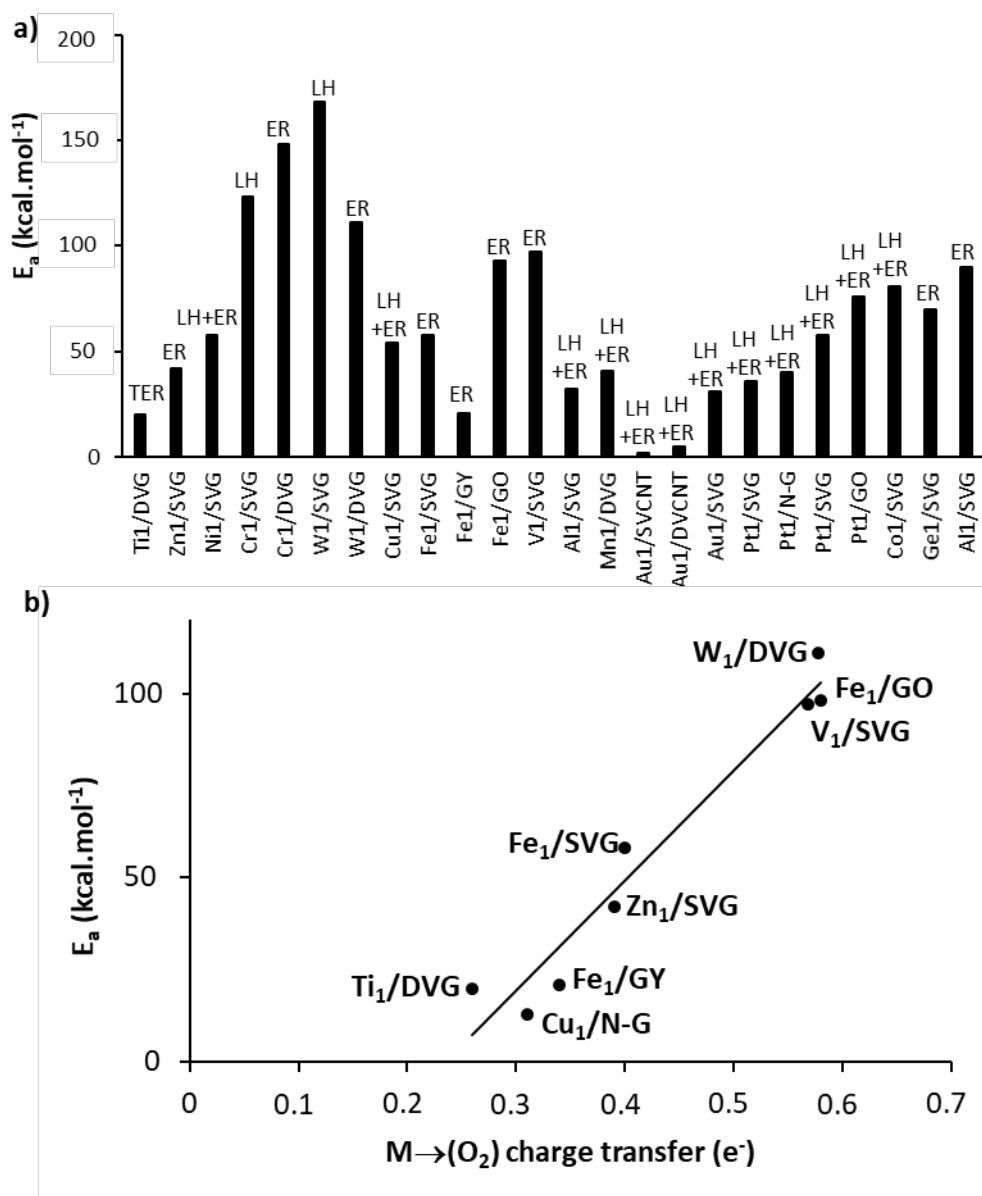 a)
200
150
100
50
0
Eₐ (kcal.mol⁻¹)
TER
ER
LH+ER
LH
ER
LH
ER
LH
+ER
ER
ER
ER
ER
LH
+ER
LH
+ER
LH
+ER
LH
+ER
LH
+ER
LH
+ER
LH
+ER
LH
+ER
LH
+ER
LH
+ER
ER
ER
Ti1/DVG
Zn1/SVG
Ni1/SVG
Cr1/SVG
Cr1/DVG
W1/SVG
W1/DVG
Cu1/SVG
Fe1/SVG
Fe1/GY
Fe1/GO
V1/SVG
Al1/SVG
Mn1/DVG
Au1/SVCNT
Au1/DVCNT
Au1/SVG
Pt1/SVG
Pt1/N-G
Pt1/SVG
Pt1/GO
Co1/SVG
Ge1/SVG
Al1/SVG
b)
100
50
0
Eₐ (kcal.mol⁻¹)
W₁/DVG
Fe₁/GO
V₁/SVG
Fe₁/SVG
Zn₁/SVG
Ti₁/DVG
Fe₁/GY
Cu₁/N-G
0 0.1 0.2 0.3 0.4 0.5 0.6 0.7
M→(O₂) charge transfer (e⁻)